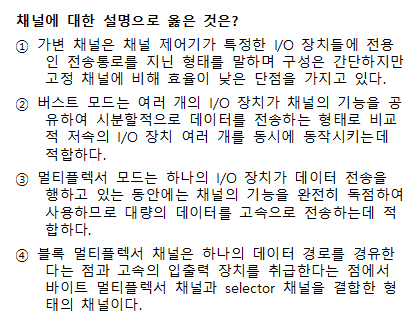 채널에 대한 설명으로 옳은 것은?
① 가변 채널은 채널 제어기가 특정한 I/O 장치들에 전용
인 전송통로를 지닌 형태를 말하며 구성은 간단하지만
고정 채널에 비해 효율이 낮은 단점을 가지고 있다.
② 버스트 모드는 여러 개의 I/O 장치가 채널의 기능을 공
유하여 시분할적으로 데이터를 전송하는 형태로 비교
적 저속의 I/O 장치 여러 개를 동시에 동작시키는데
적합하다.
③ 멀티플렉서 모드는 하나의 I/O 장치가 데이터 전송을
행하고 있는 동안에는 채널의 기능을 완전히 독점하여
사용하므로 대량의 데이터를 고속으로 전송하는데 적
합하다.
④ 블록 멀티플렉서 채널은 하나의 데이터 경로를 경유한
다는 점과 고속의 입출력 장치를 취급한다는 점에서
바이트 멀티플렉서 채널과 selector 채널을 결합한 형
태의 채널이다.